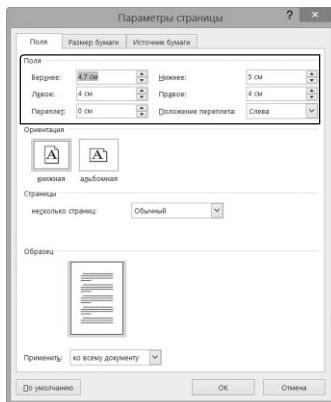 Параметры страницы ? ×
Поля Размер бумаги Источник бумаги
Поля
Верхнее: 4,7 см Нижнее: 5 см
Левое: 4 см Правое: 4 см
Переплет: 0 см Положение переплета: Слева
Ориентация
A A
книжная альбомная
Страницы
несколько страниц: Обычный
Образец
Применить: ко всему документу
По умолчанию ОК Отмена